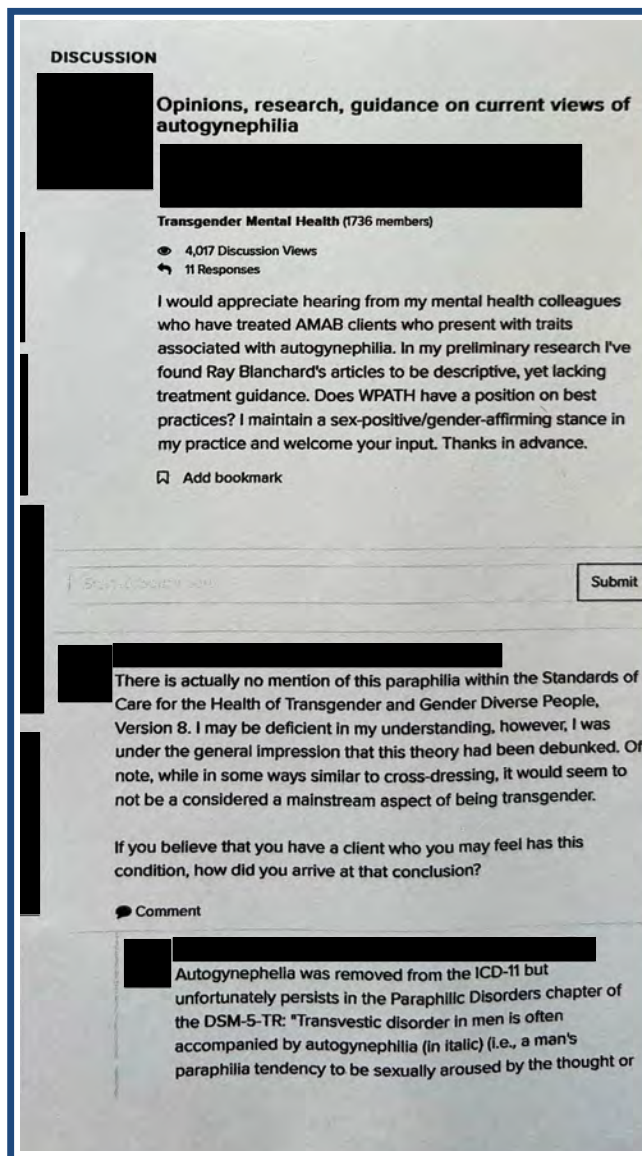 DISCUSSION
Opinions, research, guidance on current views of
autogynephilia
Transgender Mental Health (1736 members)
4,017 Discussion Views
11 Responses
I would appreciate hearing from my mental health colleagues
who have treated AMAB clients who present with traits
associated with autogynephilia. In my preliminary research I've
found Ray Blanchard's articles to be descriptive, yet lacking
treatment guidance. Does WPATH have a position on best
practices? I maintain a sex-positive/gender-affirming stance in
my practice and welcome your input. Thanks in advance.
Add bookmark
Submit
There is actually no mention of this paraphilia within the Standards of
Care for the Health of Transgender and Gender Diverse People,
Version 8. I may be deficient in my understanding, however, I was
under the general impression that this theory had been debunked. Of
note, while in some ways similar to cross-dressing, it would seem to
not be a considered a mainstream aspect of being transgender.
If you believe that you have a client who you may feel has this
condition, how did you arrive at that conclusion?
Comment
Autogynephelia was removed from the ICD-11 but
unfortunately persists in the Paraphilic Disorders chapter of
the DSM-5-TR: "Transvestic disorder in men is often
accompanied by autogynephilia (in italic) (i.e., a man's
paraphilia tendency to be sexually aroused by the thought or